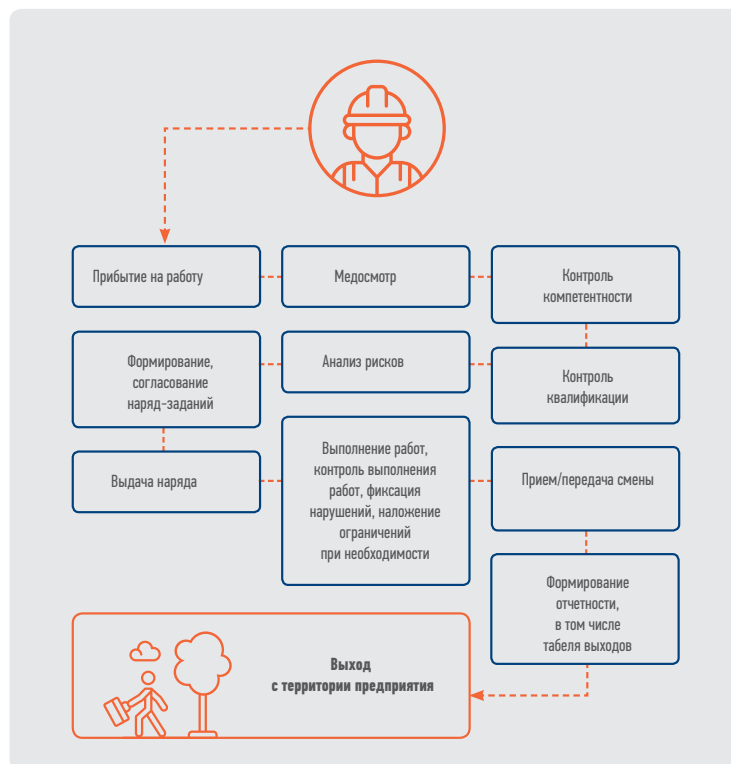 Прибытие на работу
Медосмотр
Контроль
компетентности
Формирование,
согласование
наряд-заданий
Анализ рисков
Контроль
квалификации
Выдача наряда
Выполнение работ,
контроль выполнения
работ, фиксация
нарушений, наложение
ограничений
при необходимости
Прием/передача смены
Формирование
отчетности,
в том числе
табеля выходов
Выход
с территории предприятия